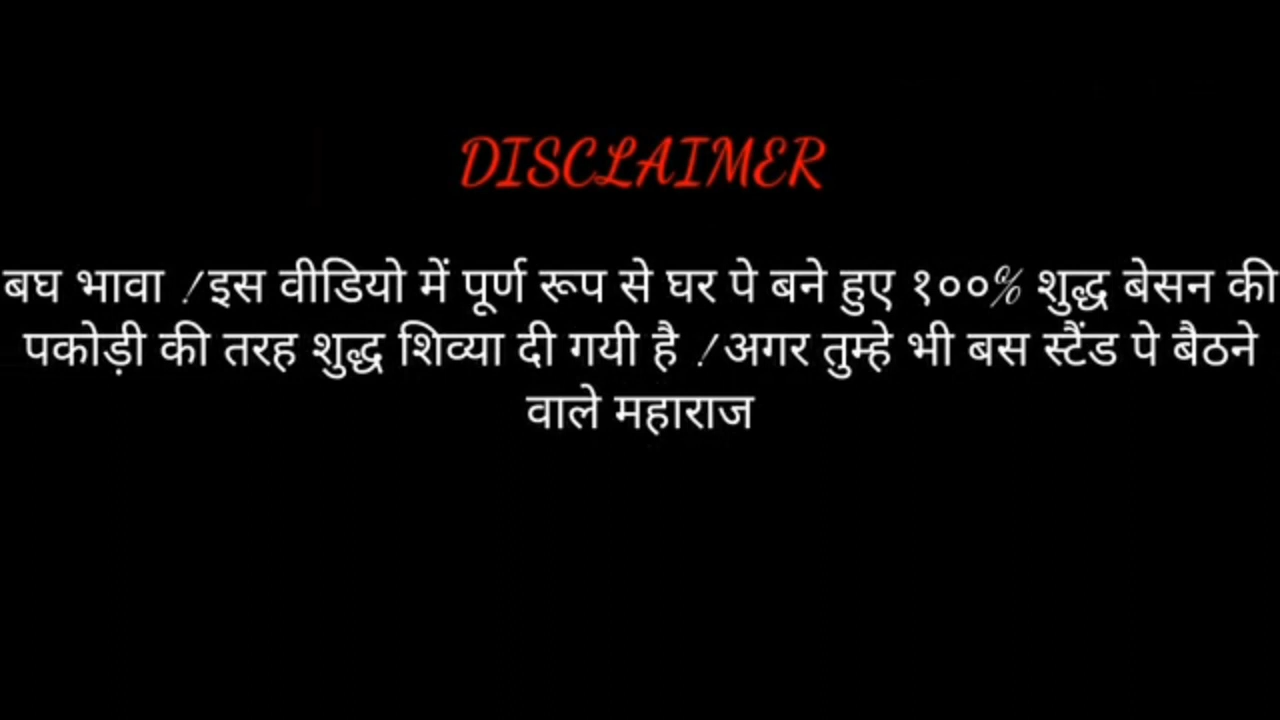 DISCLAIMER
बघ भावा ! इस वीडियो में पूर्ण रूप से घर पे बने हुए १००% शुद्ध बेसन की
पकोड़ी की तरह शुद्ध शिव्या दी गयी है ! अगर तुम्हे भी बस स्टैंड पे बैठने
वाले महाराज